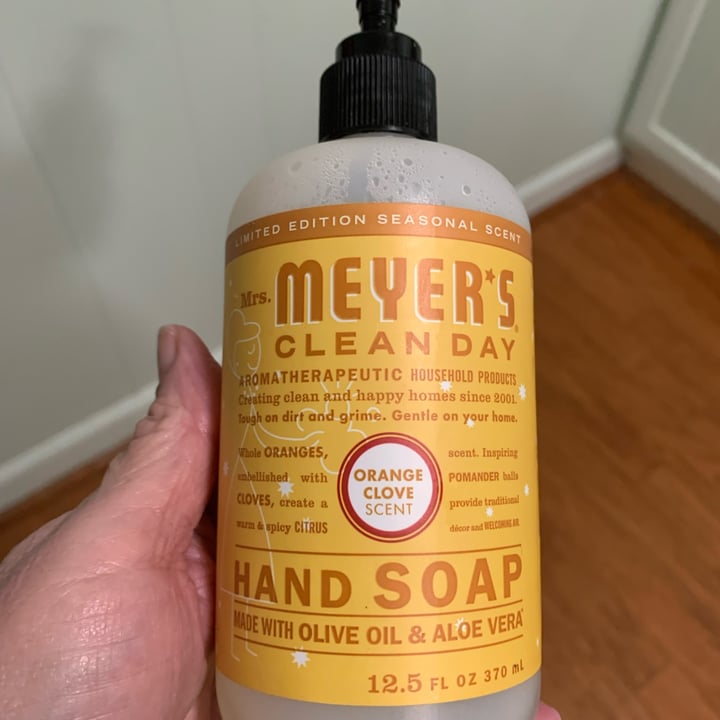 LIMITED EDITION SEASONAL SCENT
Mrs. MEYER'S®
CLEAN DAY
AROMATHERAPEUTIC HOUSEHOLD PRODUCTS
Creating clean and happy homes since 2001.
Tough on dirt and grime. Gentle on your home.
Whole ORANGES,
embellished with
CLOVES, create a
warm & spicy CITRUS
ORANGE
CLOVE
SCENT
scent. Inspiring
POMANDER balls
provide traditional
décor and WELCOMING AIR.
HAND SOAP
MADE WITH OLIVE OIL & ALOE VERA*
12.5 FL OZ 370 mL